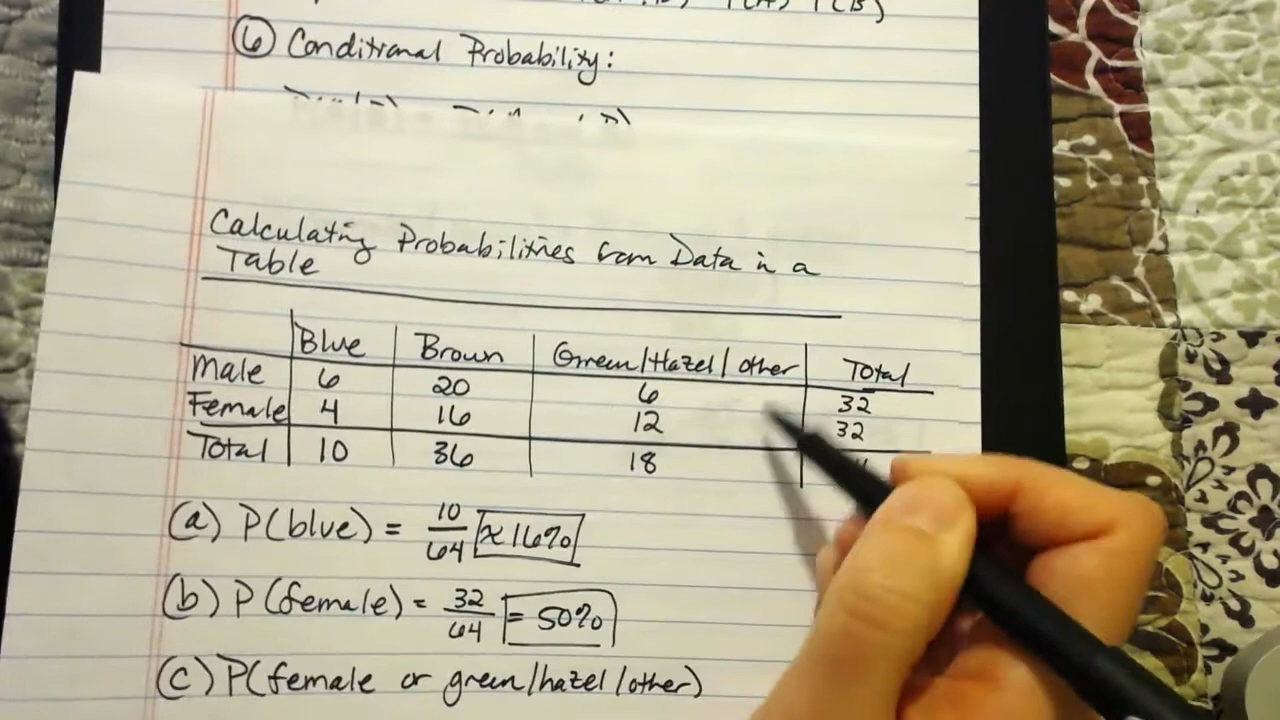 P(B)
⑥ Conditional Probability:
Calculating Probabilities from Data in a
Table
Blue Brown Green/Hazel/other Total
Male 6 20 6 32
Female 4 16 12 32
Total 10 36 18
(a) P(blue) = 10/64 ≈16%
(b) P(female) = 32/64 = 50%
(c) P(female or green/hazel/other)